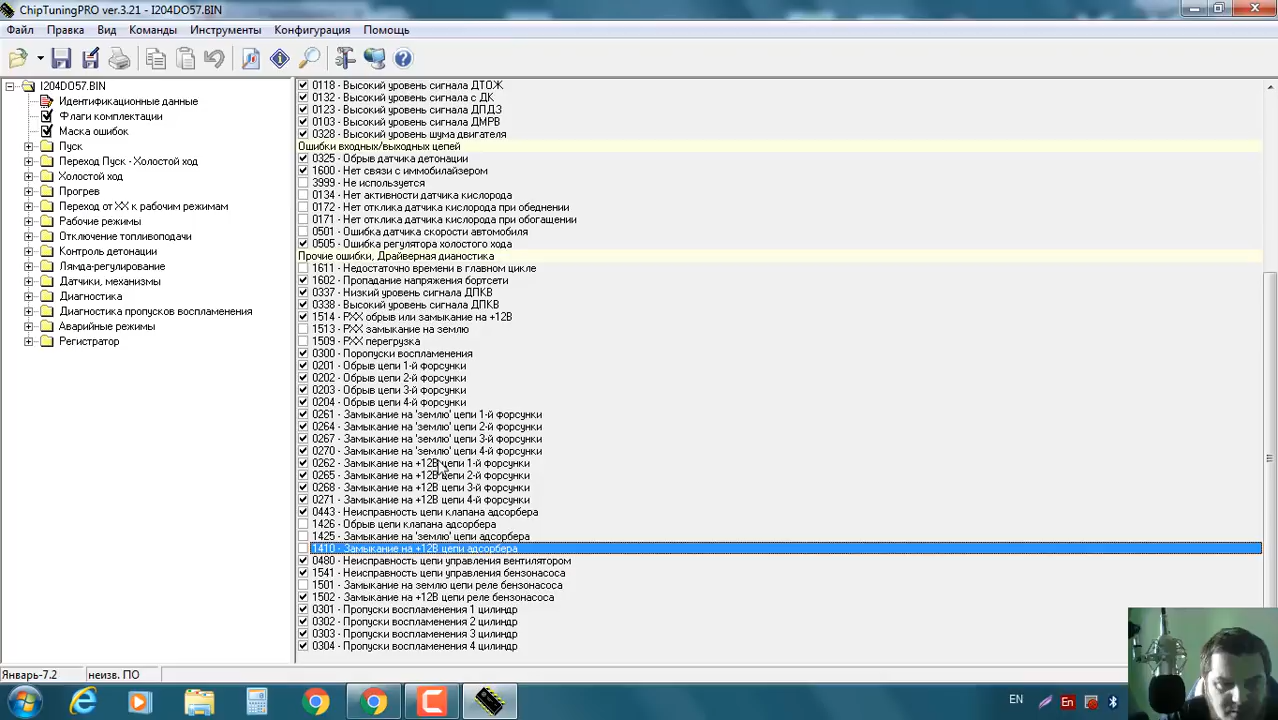 ChipTuningPRO ver.3.21 - I204DO57.BIN
Файл Правка Вид Команды Инструменты Конфигурация Помощь
I204DO57.BIN
Идентификационные данные
Флаги комплектации
Маска ошибок
Пуск
Переход Пуск - Холостой ход
Холостой ход
Прогрев
Переход от XX к рабочим режимам
Рабочие режимы
Отключение топливоподачи
Контроль детонации
Лямда-регулирование
Датчики, механизмы
Диагностика
Диагностика пропусков воспламенения
Аварийные режимы
Регистратор
0118 - Высокий уровень сигнала ДТОЖ
0132 - Высокий уровень сигнала с ДК
0123 - Высокий уровень сигнала ДПДЗ
0103 - Высокий уровень сигнала ДМРВ
0328 - Высокий уровень шума двигателя
Ошибки входных/выходных цепей
0325 - Обрыв датчика детонации
1600 - Нет связи с иммобилайзером
3999 - Не используется
0134 - Нет активности датчика кислорода
0172 - Нет отклика датчика кислорода при обеднении
0171 - Нет отклика датчика кислорода при обогащении
0501 - Ошибка датчика скорости автомобиля
0505 - Ошибка регулятора холостого хода
Прочие ошибки, Драйверная дианостика
1611 - Недостаточно времени в главном цикле
1602 - Пропадание напряжения бортсети
0337 - Низкий уровень сигнала ДПКВ
0338 - Высокий уровень сигнала ДПКВ
1514 - РХХ обрыв или замыкание на +12В
1513 - РХХ замыкание на землю
1509 - РХХ перегрузка
0300 - Поропуски воспламенения
0201 - Обрыв цепи 1-й форсунки
0202 - Обрыв цепи 2-й форсунки
0203 - Обрыв цепи 3-й форсунки
0204 - Обрыв цепи 4-й форсунки
0261 - Замыкание на 'землю' цепи 1-й форсунки
0264 - Замыкание на 'землю' цепи 2-й форсунки
0267 - Замыкание на 'землю' цепи 3-й форсунки
0270 - Замыкание на 'землю' цепи 4-й форсунки
0262 - Замыкание на +12В цепи 1-й форсунки
0265 - Замыкание на +12В цепи 2-й форсунки
0268 - Замыкание на +12В цепи 3-й форсунки
0271 - Замыкание на +12В цепи 4-й форсунки
0443 - Неисправность цепи клапана адсорбера
1426 - Обрыв цепи клапана адсорбера
1425 - Замыкание на 'землю' цепи адсорбера
1410 - Замыкание на +12В цепи адсорбера
0480 - Неисправность цепи управления вентилятором
1541 - Неисправность цепи управления бензонасоса
1501 - Замыкание на землю цепи реле бензонасоса
1502 - Замыкание на +12В цепи реле бензонасоса
0301 - Пропуски воспламенения 1 цилиндр
0302 - Пропуски воспламенения 2 цилиндр
0303 - Пропуски воспламенения 3 цилиндр
0304 - Пропуски воспламенения 4 цилиндр
Январь-7.2 неизв. ПО
EN En